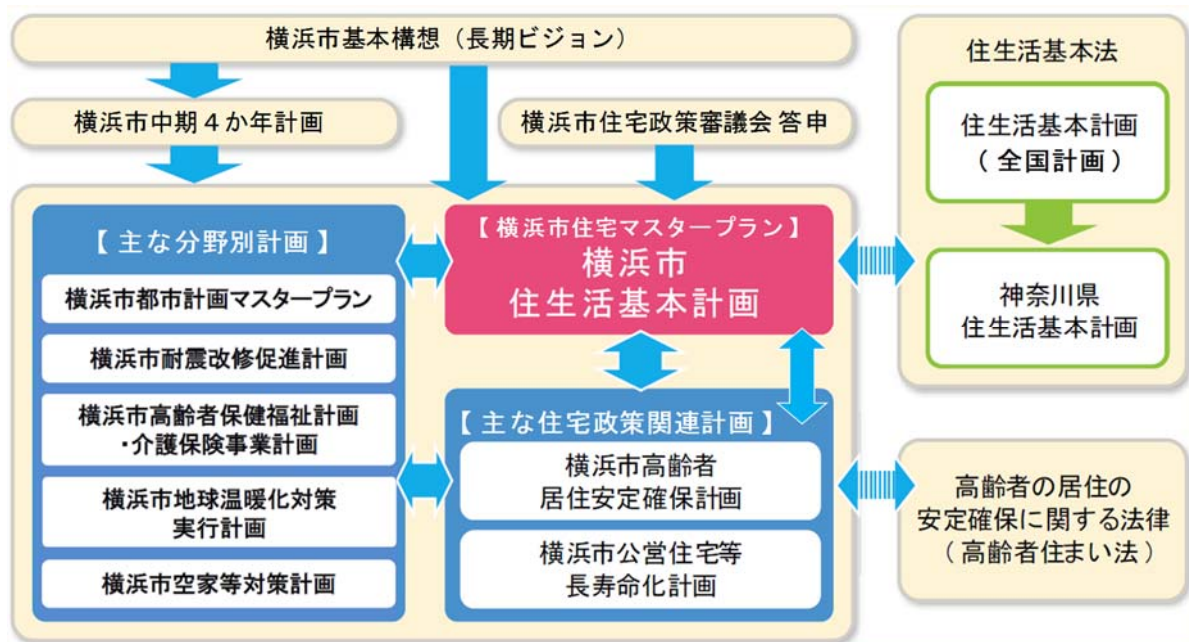 横浜市基本構想（長期ビジョン）
横浜市中期４か年計画
横浜市住宅政策審議会答申
【主な分野別計画】
横浜市都市計画マスタープラン
横浜市耐震改修促進計画
横浜市高齢者保健福祉計画
・介護保険事業計画
横浜市地球温暖化対策
実行計画
横浜市空家等対策計画
【横浜市住宅マスタープラン】
横浜市
住生活基本計画
【主な住宅政策関連計画】
横浜市高齢者
居住安定確保計画
横浜市公営住宅等
長寿命化計画
住生活基本法
住生活基本計画
（全国計画）
神奈川県
住生活基本計画
高齢者の居住の
安定確保に関する法律
（高齢者住まい法）